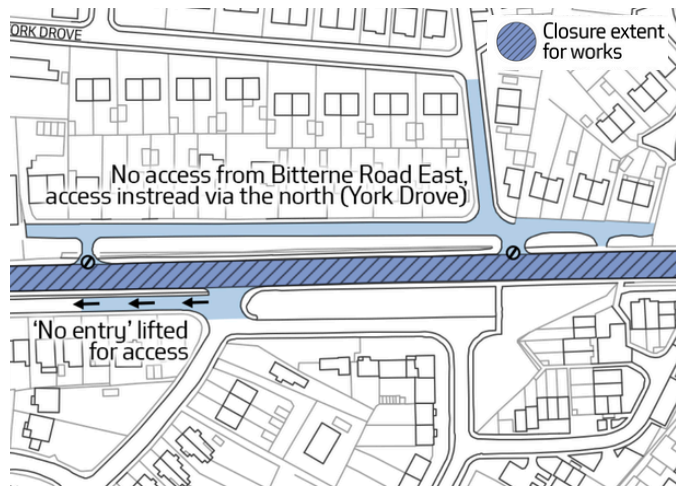 YORK DROVE
Closure extent
for works
No access from Bitterne Road East,
access instread via the north (York Drove)
‘No entry’ lifted
for access